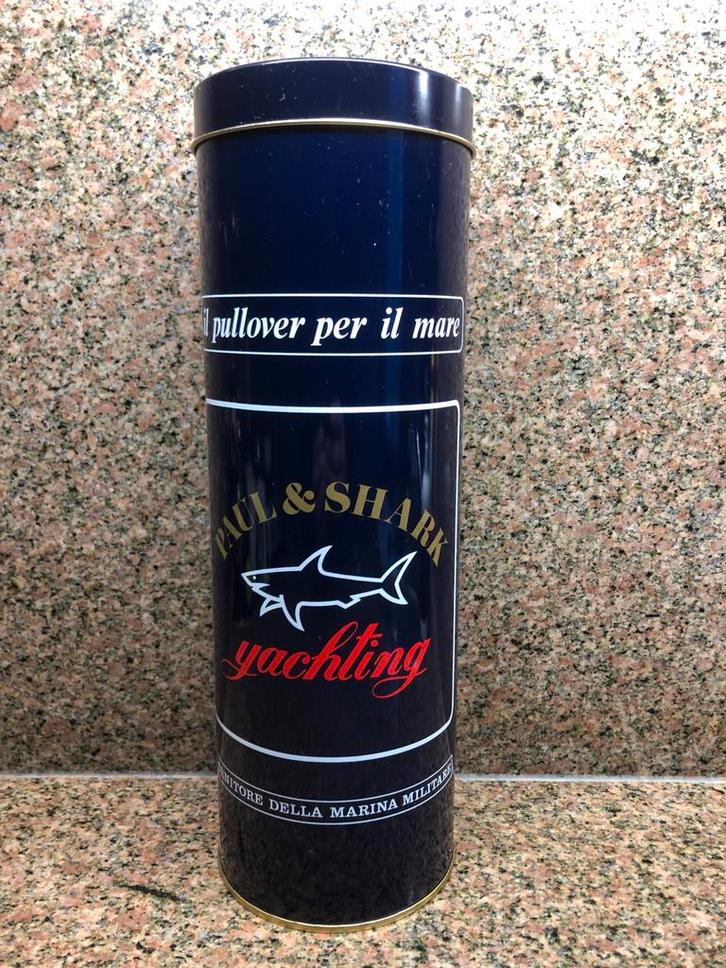 il pullover per il mare
PAUL & SHARK
yachting
DELLA MARINA MILITARE